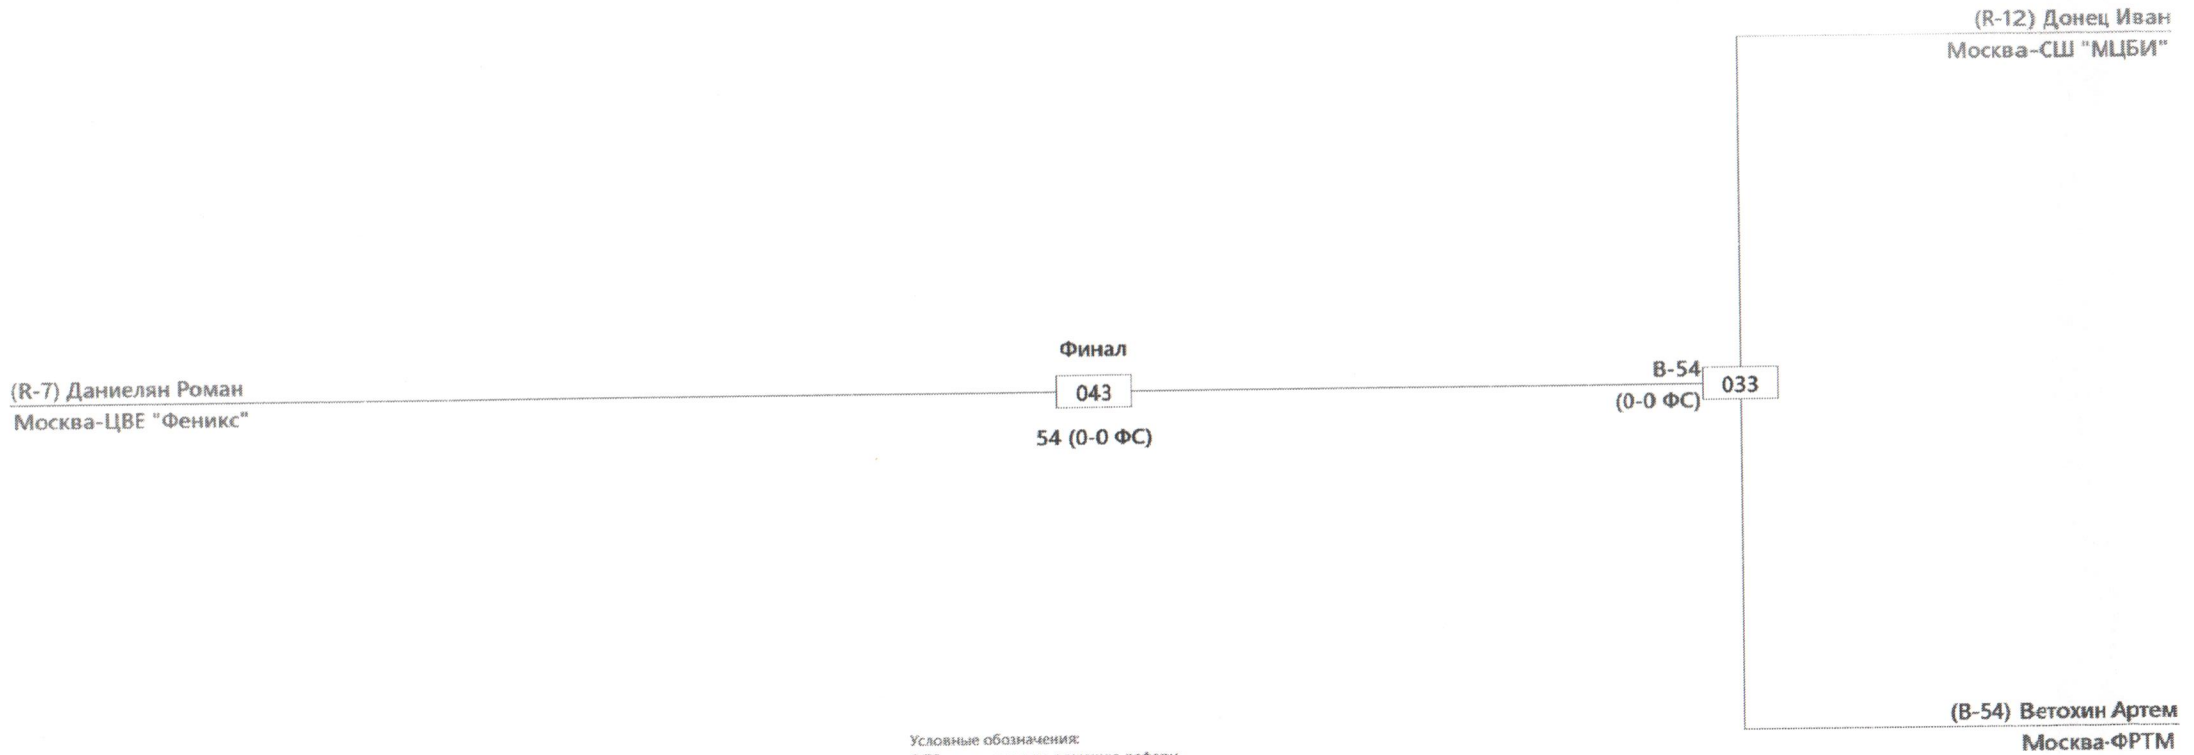 (R-12) Донец Иван
Москва-СШ "МЦБИ"
Финал
(R-7) Даниелян Роман
043
B-54
033
Москва-ЦВЕ "Феникс"
(0-0 ФС)
54 (0-0 ФС)
(B-54) Ветохин Артем
Москва-ФРТМ
Условные обозначения: